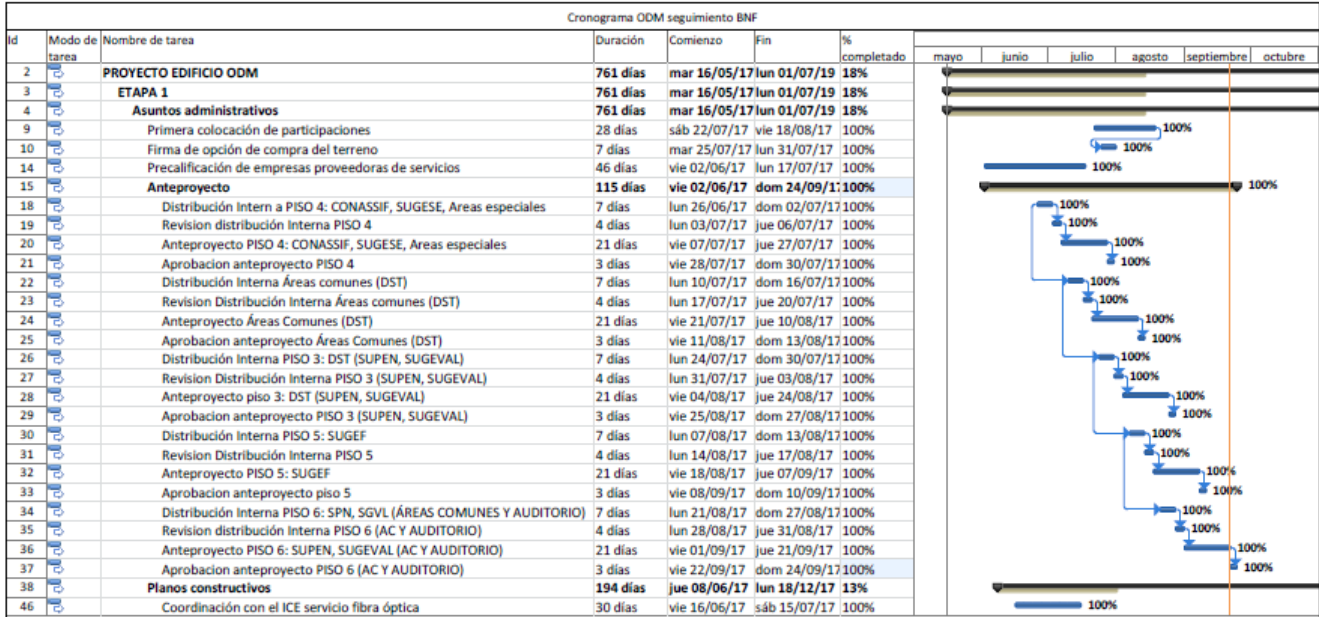 Cronograma ODM seguimiento BNF
Id Modo de tarea Nombre de tarea Duración Comienzo Fin % completado mayo junio julio agosto septiembre octubre
2 PROYECTO EDIFICIO ODM 761 días mar 16/05/17 lun 01/07/19 18%
3 ETAPA 1 761 días mar 16/05/17 lun 01/07/19 18%
4 Asuntos administrativos 761 días mar 16/05/17 lun 01/07/19 18%
9 Primera colocación de participaciones 28 días sáb 22/07/17 vie 18/08/17 100% 100%
10 Firma de opción de compra del terreno 7 días mar 25/07/17 lun 31/07/17 100% 100%
14 Precalificación de empresas proveedoras de servicios 46 días vie 02/06/17 lun 17/07/17 100% 100%
15 Anteproyecto 115 días vie 02/06/17 dom 24/09/17 100% 100%
18 Distribución Intern a PISO 4: CONASSIF, SUGESE, Areas especiales 7 días lun 26/06/17 dom 02/07/17 100% 100%
19 Revision distribución Interna PISO 4 4 días lun 03/07/17 jue 06/07/17 100% 100%
20 Anteproyecto PISO 4: CONASSIF, SUGESE, Areas especiales 21 días vie 07/07/17 jue 27/07/17 100% 100%
21 Aprobacion anteproyecto PISO 4 3 días vie 28/07/17 dom 30/07/17 100% 100%
22 Distribución Interna Áreas comunes (DST) 7 días lun 10/07/17 dom 16/07/17 100% 100%
23 Revision Distribución Interna Áreas comunes (DST) 4 días lun 17/07/17 jue 20/07/17 100% 100%
24 Anteproyecto Áreas Comunes (DST) 21 días vie 21/07/17 jue 10/08/17 100% 100%
25 Aprobacion anteproyecto Áreas Comunes (DST) 3 días vie 11/08/17 dom 13/08/17 100% 100%
26 Distribución Interna PISO 3: DST (SUPEN, SUGEVAL) 7 días lun 24/07/17 dom 30/07/17 100% 100%
27 Revision Distribución Interna PISO 3 (SUPEN, SUGEVAL) 4 días lun 31/07/17 jue 03/08/17 100% 100%
28 Anteproyecto piso 3: DST (SUPEN, SUGEVAL) 21 días vie 04/08/17 jue 24/08/17 100% 100%
29 Aprobacion anteproyecto PISO 3 (SUPEN, SUGEVAL) 3 días vie 25/08/17 dom 27/08/17 100% 100%
30 Distribución Interna PISO 5: SUGEF 7 días lun 07/08/17 dom 13/08/17 100% 100%
31 Revision Distribución Interna PISO 5 4 días lun 14/08/17 jue 17/08/17 100% 100%
32 Anteproyecto PISO 5: SUGEF 21 días vie 18/08/17 jue 07/09/17 100% 100%
33 Aprobacion anteproyecto piso 5 3 días vie 08/09/17 dom 10/09/17 100% 100%
34 Distribución Interna PISO 6: SPN, SGVL (ÁREAS COMUNES Y AUDITORIO) 7 días lun 21/08/17 dom 27/08/17 100% 100%
35 Revision distribución Interna PISO 6 (AC Y AUDITORIO) 4 días lun 28/08/17 jue 31/08/17 100% 100%
36 Anteproyecto PISO 6: SUPEN, SUGEVAL (AC Y AUDITORIO) 21 días vie 01/09/17 jue 21/09/17 100% 100%
37 Aprobacion anteproyecto PISO 6 (AC Y AUDITORIO) 3 días vie 22/09/17 dom 24/09/17 100% 100%
38 Planos constructivos 194 días jue 08/06/17 lun 18/12/17 13%
46 Coordinación con el ICE servicio fibra óptica 30 días vie 16/06/17 sáb 15/07/17 100% 100%